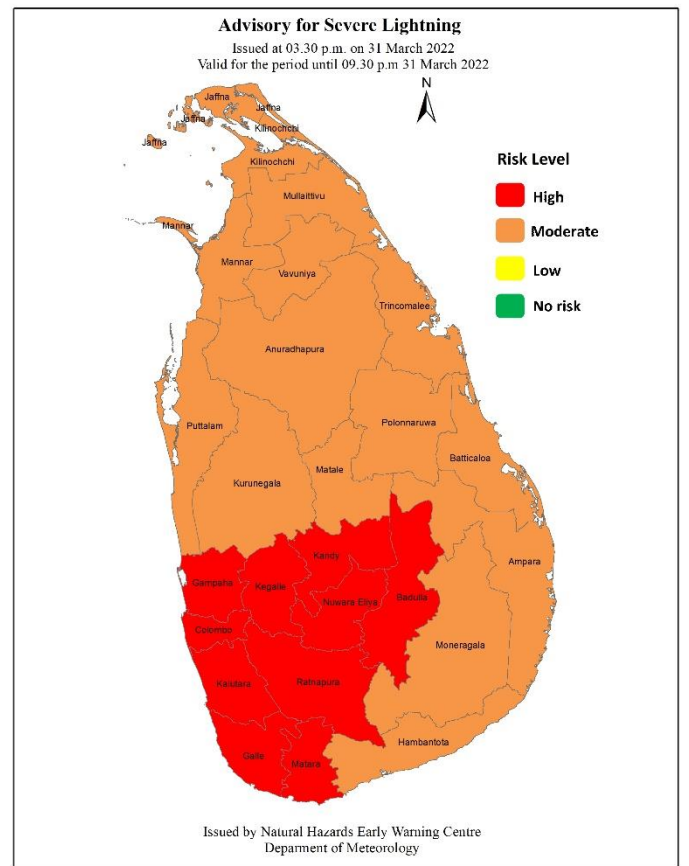 Advisory for Severe Lightning
Issued at 03.30 p.m. on 31 March 2022
Valid for the period until 09.30 p.m 31 March 2022
N
Jaffna
Jaffna
Jaffna
Kilinochchi
Jaffna
Kilinochchi
Risk Level
High
Mullaittivu
Mannar
Moderate
Mannar
Vavuniya
Low
Trincomalee
No risk
Anuradhapura
Puttalam
Polonnaruwa
Batticaloa
Matale
Kurunegala
Kandy
Ampara
Gampaha
Kegalle
Nuwara Eliya
Badulla
Colombo
Moneragala
Kalutara
Ratnapura
Hambantota
Galle
Matara
Issued by Natural Hazards Early Warning Centre
Deparment of Meteorology